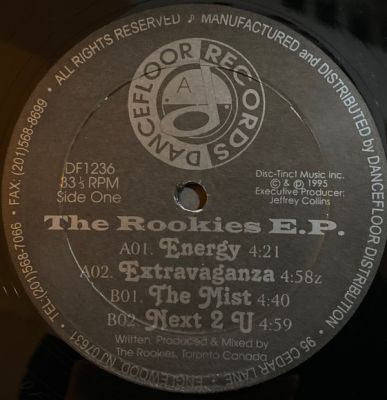 • ALL RIGHTS RESERVED ♪ MANUFACTURED and DISTRIBUTED by DANCEFLOOR DISTRIBUTION • 95 CEDAR LANE • ENGLEWOOD, NJ 07631 • TEL(201)568-7066 • FAX: (201)568-8699
DANCEFLOOR RECORDS
A
DF1236
33 ⅓ RPM
Side One
Disc-Tinct Music Inc.
© & ℗ 1995
Executive Producer:
Jeffrey Collins
The Rookies E.P.
A01. Energy 4:21
A02. Extravaganza 4:58z
B01. The Mist 4:40
B02. Next 2 U 4:59
Written, Produced & Mixed by
The Rookies, Toronto Canada